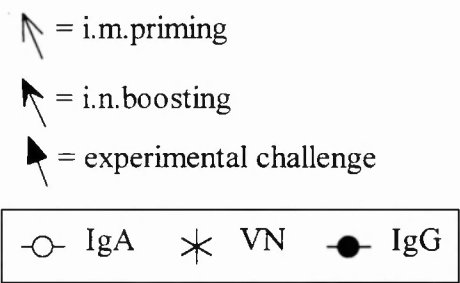 = i.m.priming
= i.n.boosting
= experimental challenge
IgA VN IgG